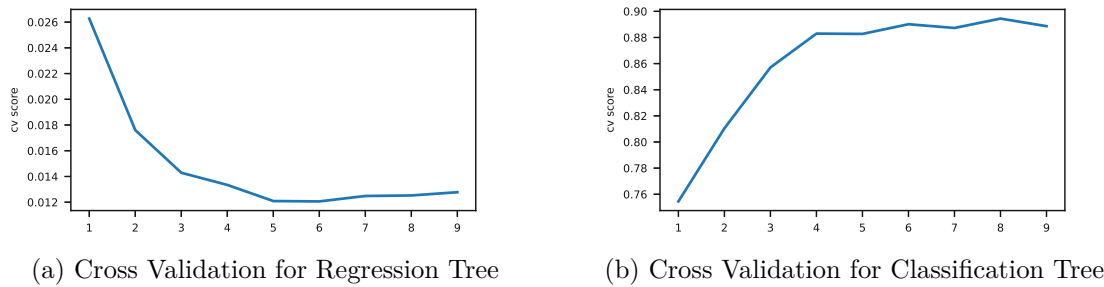 0.026
0.024
0.022
0.020
0.018
0.016
0.014
0.012
cv score
1 2 3 4 5 6 7 8 9
(a) Cross Validation for Regression Tree
0.90
0.88
0.86
0.84
0.82
0.80
0.78
0.76
cv score
1 2 3 4 5 6 7 8 9
(b) Cross Validation for Classification Tree